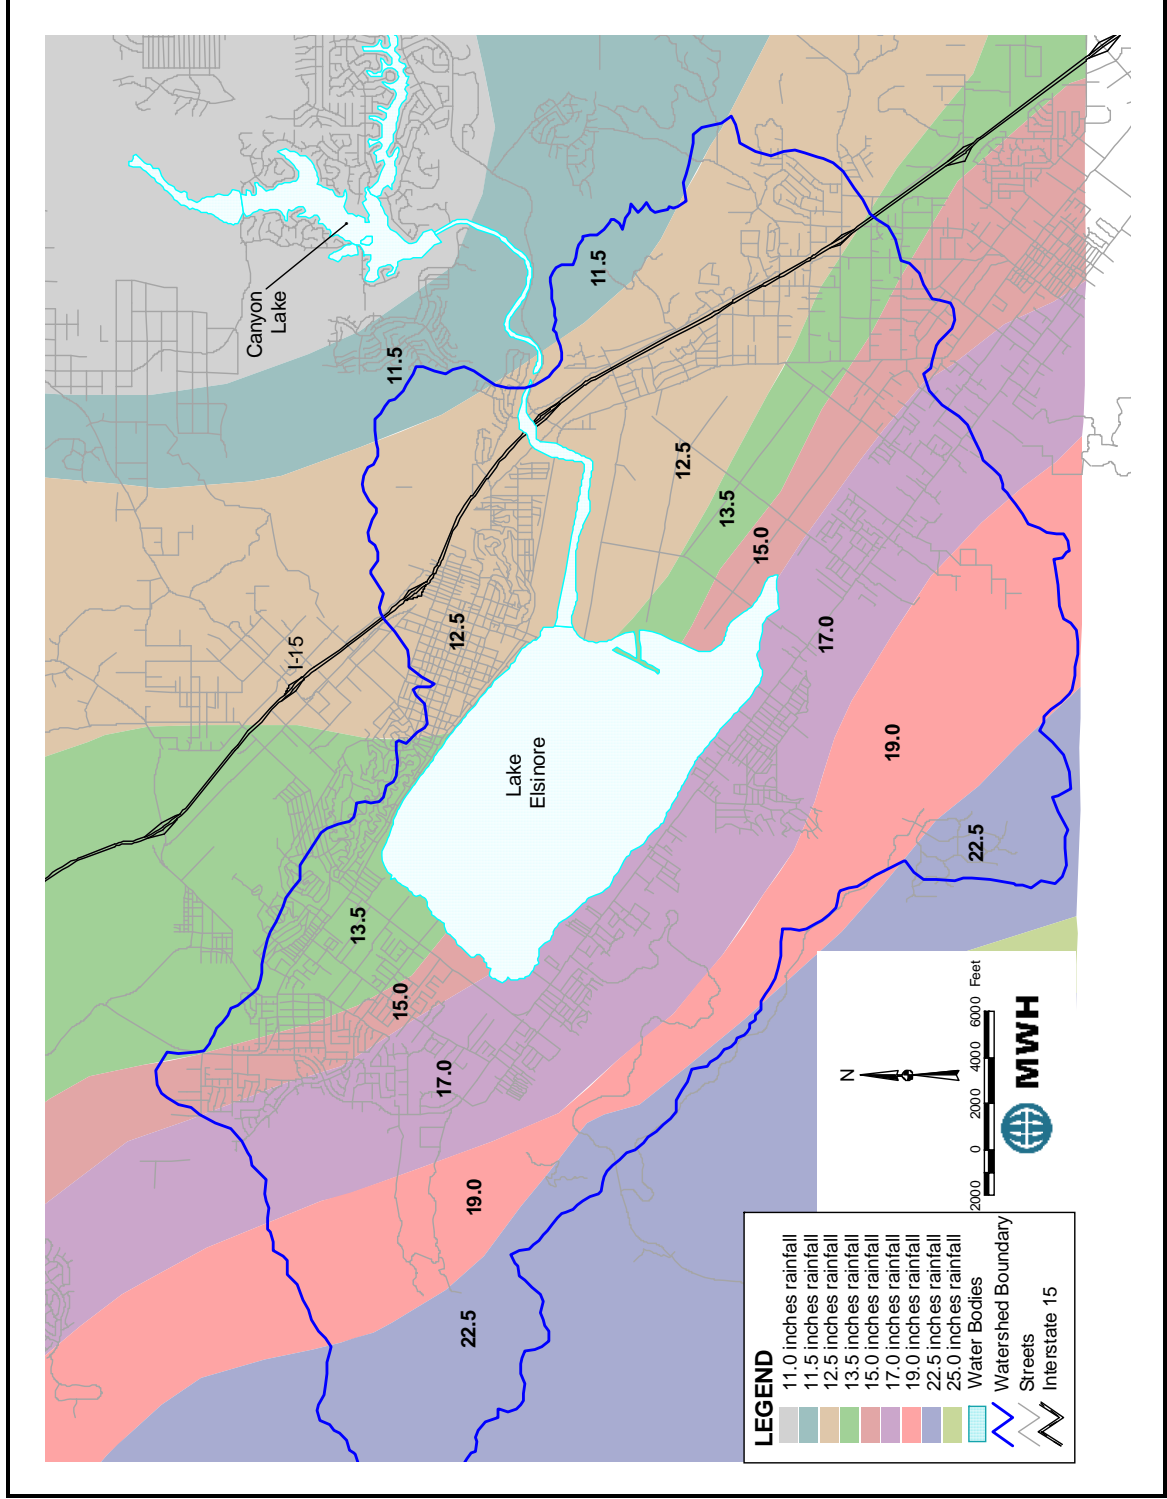 Canyon
Lake
11.5
11.5
I-15
12.5
12.5
13.5
15.0
17.0
Lake
Elsinore
19.0
22.5
13.5
15.0
17.0
19.0
22.5
N
2000 0 2000 4000 6000 Feet
MWH
LEGEND
11.0 inches rainfall
11.5 inches rainfall
12.5 inches rainfall
13.5 inches rainfall
15.0 inches rainfall
17.0 inches rainfall
19.0 inches rainfall
22.5 inches rainfall
25.0 inches rainfall
Water Bodies
Watershed Boundary
Streets
Interstate 15